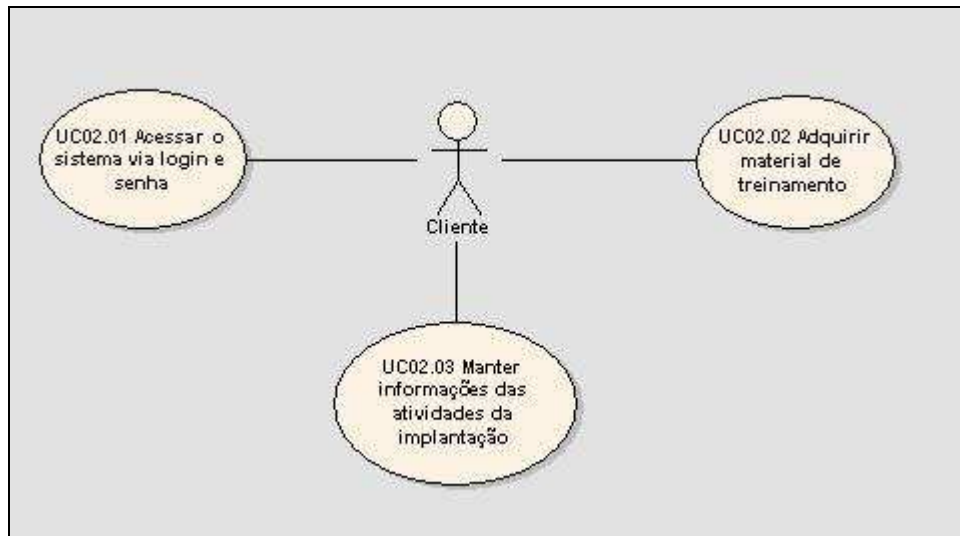 UC02.01 Acessar o
sistema via login e
senha
Cliente
UC02.02 Adquirir
material de
treinamento
UC02.03 Manter
informações das
atividades da
implantação